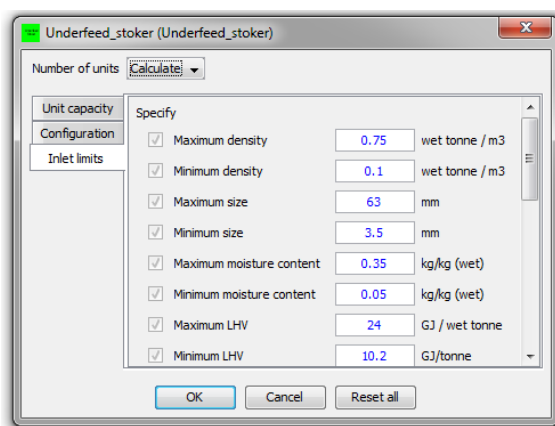 Underfeed_stoker (Underfeed_stoker)
Number of units Calculate
Unit capacity
Configuration
Inlet limits
Specify
Maximum density 0.75 wet tonne / m3
Minimum density 0.1 wet tonne / m3
Maximum size 63 mm
Minimum size 3.5 mm
Maximum moisture content 0.35 kg/kg (wet)
Minimum moisture content 0.05 kg/kg (wet)
Maximum LHV 24 GJ / wet tonne
Minimum LHV 10.2 GJ/tonne
OK Cancel Reset all